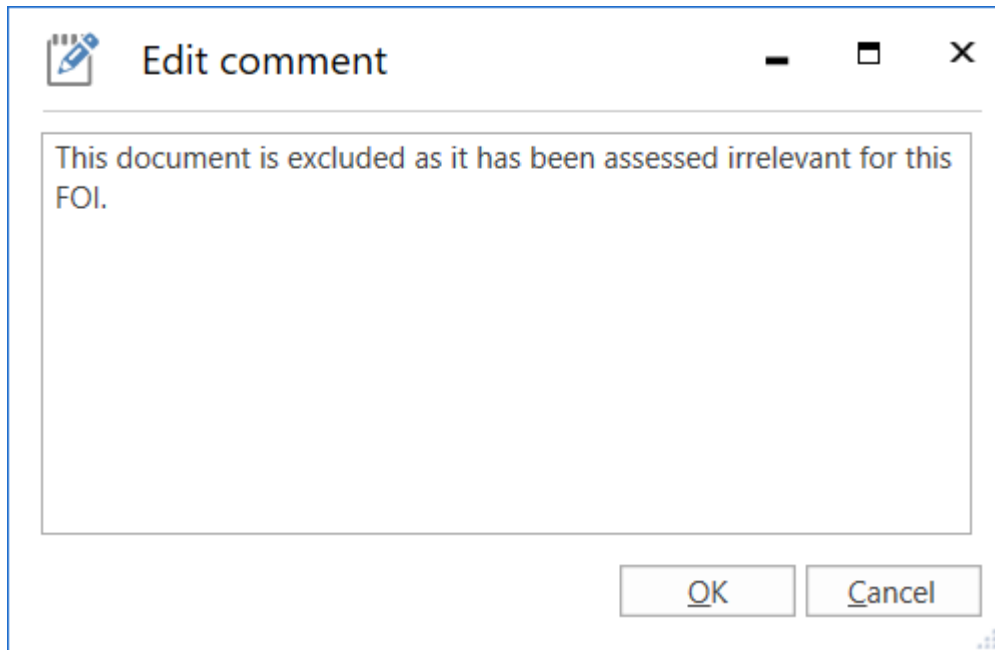 Edit comment
This document is excluded as it has been assessed irrelevant for this
FOI.
OK
Cancel